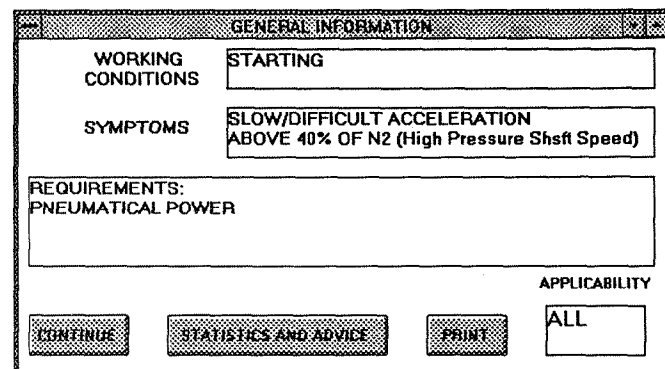 GENERAL INFORMATION
WORKING
CONDITIONS
STARTING
SYMPTOMS
SLOW/DIFFICULT ACCELERATION
ABOVE 40% OF N2 (High Pressure Shsft Speed)
REQUIREMENTS:
PNEUMATICAL POWER
APPLICABILITY
ALL
CONTINUE
STATISTICS AND ADVICE
PRINT